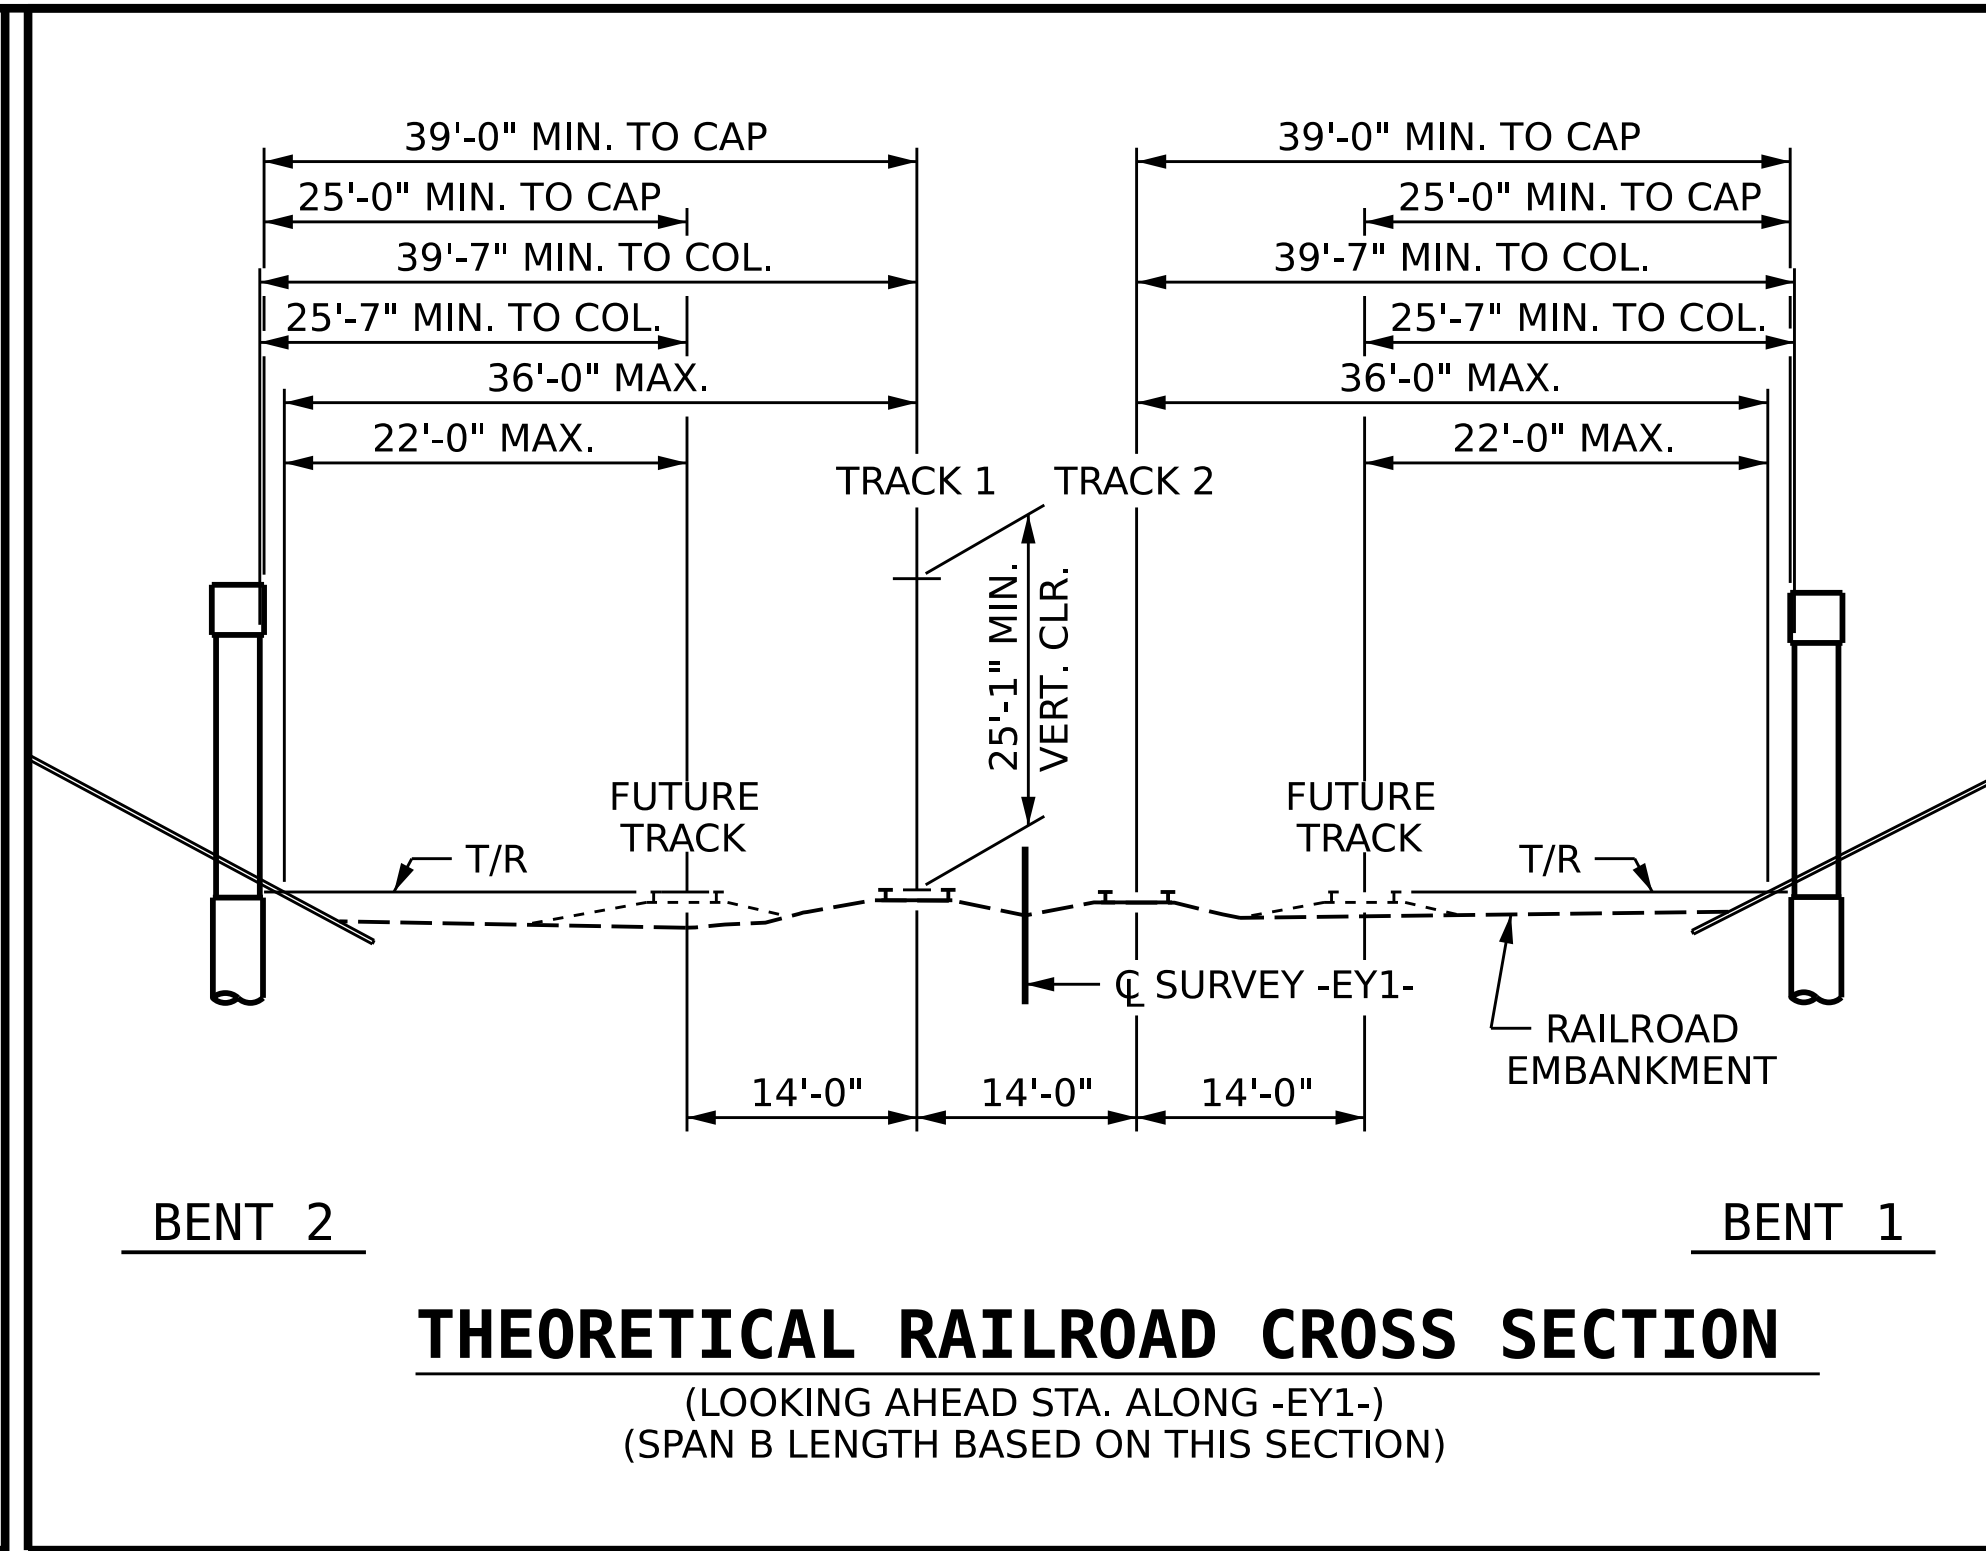 39'-0" MIN. TO CAP
39'-0" MIN. TO CAP
25'-0" MIN. TO CAP
25'-0" MIN. TO CAP
39'-7" MIN. TO COL.
39'-7" MIN. TO COL.
25'-7" MIN. TO COL.
25'-7" MIN. TO COL.
36'-0" MAX.
36'-0" MAX.
22'-0" MAX.
22'-0" MAX.
TRACK 1
TRACK 2
25'-1" MIN.
VERT. CLR.
FUTURE
TRACK
FUTURE
TRACK
T/R
T/R
℄ SURVEY -EY1-
RAILROAD
EMBANKMENT
14'-0"
14'-0"
14'-0"
BENT 2
BENT 1
THEORETICAL RAILROAD CROSS SECTION
(LOOKING AHEAD STA. ALONG -EY1-)
(SPAN B LENGTH BASED ON THIS SECTION)